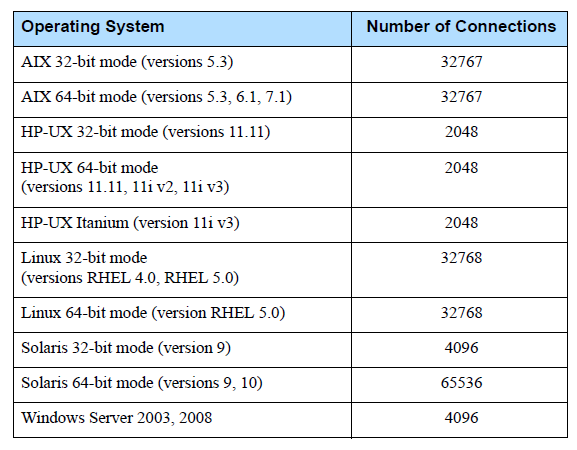 Operating System Number of Connections
AIX 32-bit mode (versions 5.3) 32767
AIX 64-bit mode (versions 5.3, 6.1, 7.1) 32767
HP-UX 32-bit mode (versions 11.11) 2048
HP-UX 64-bit mode 2048
(versions 11.11, 11i v2, 11i v3)
HP-UX Itanium (version 11i v3) 2048
Linux 32-bit mode 32768
(versions RHEL 4.0, RHEL 5.0)
Linux 64-bit mode (version RHEL 5.0) 32768
Solaris 32-bit mode (version 9) 4096
Solaris 64-bit mode (versions 9, 10) 65536
Windows Server 2003, 2008 4096